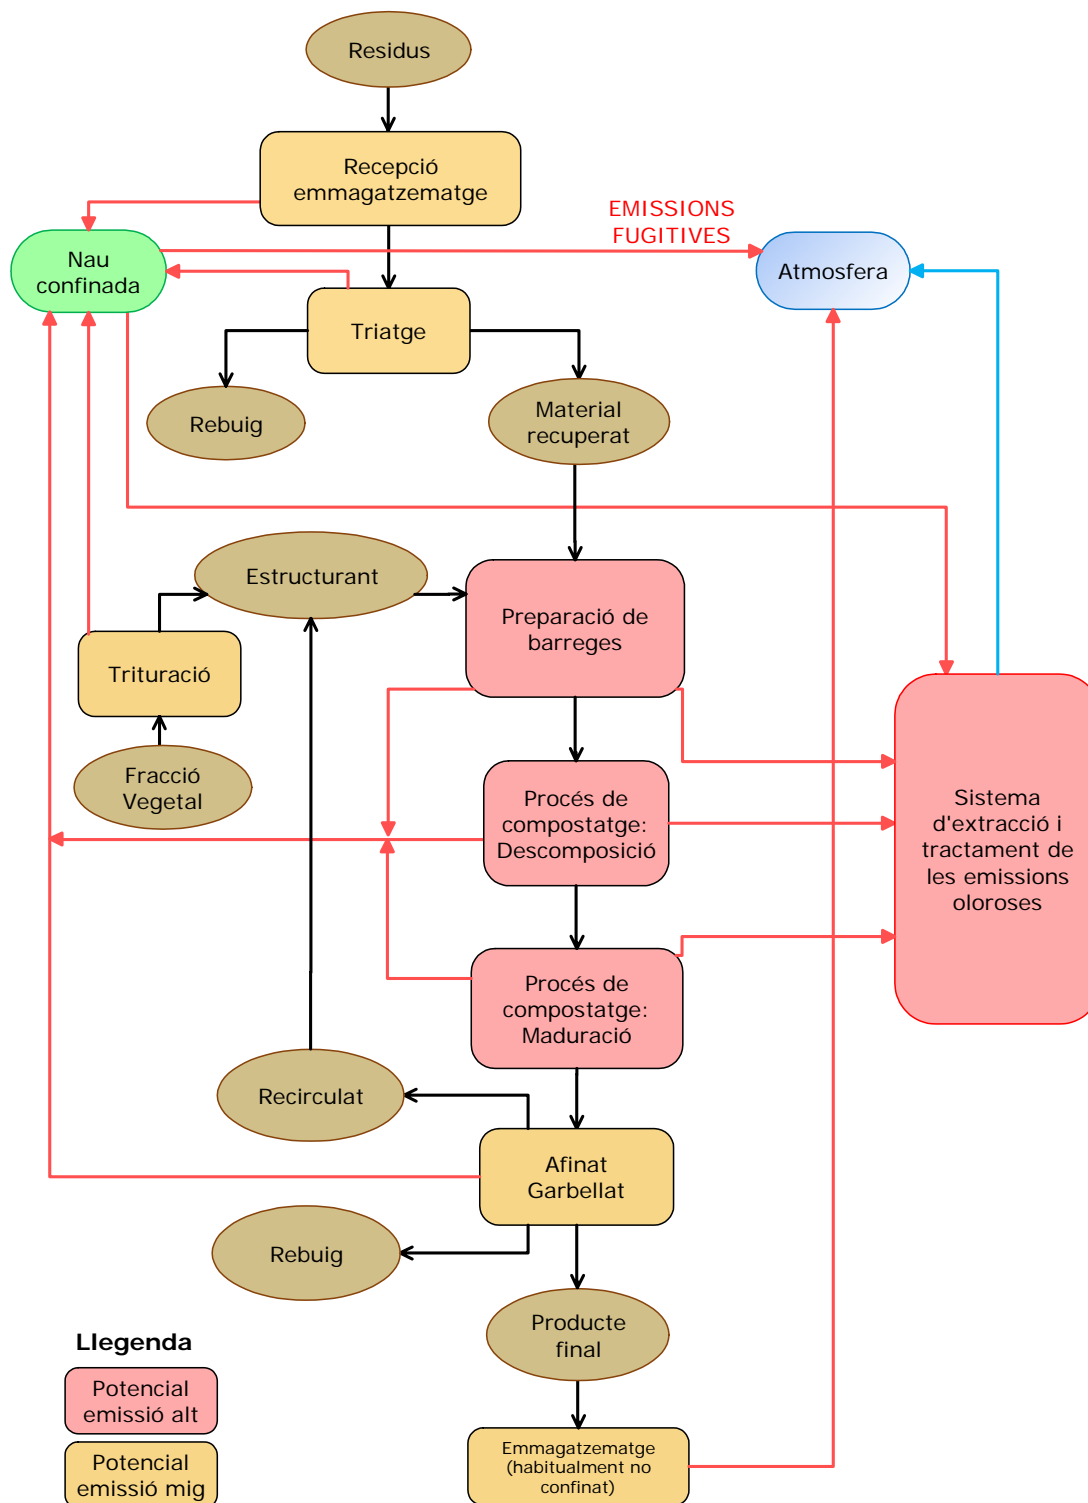 Residus
Recepció
emmagatzematge
EMISSIONS
FUGITIVES
Nau
confinada
Atmosfera
Triatge
Rebuig
Material
recuperat
Estructurant
Preparació de
barreges
Trituració
Fracció
Vegetal
Procés de
compostatge:
Descomposició
Sistema
d'extracció i
tractament de
les emissions
oloroses
Procés de
compostatge:
Maduració
Recirculat
Afinat
Garbellat
Rebuig
Producte
final
Llegenda
Potencial
emissió alt
Potencial
emissió mig
Emmagatzematge
(habitualment no
confinat)